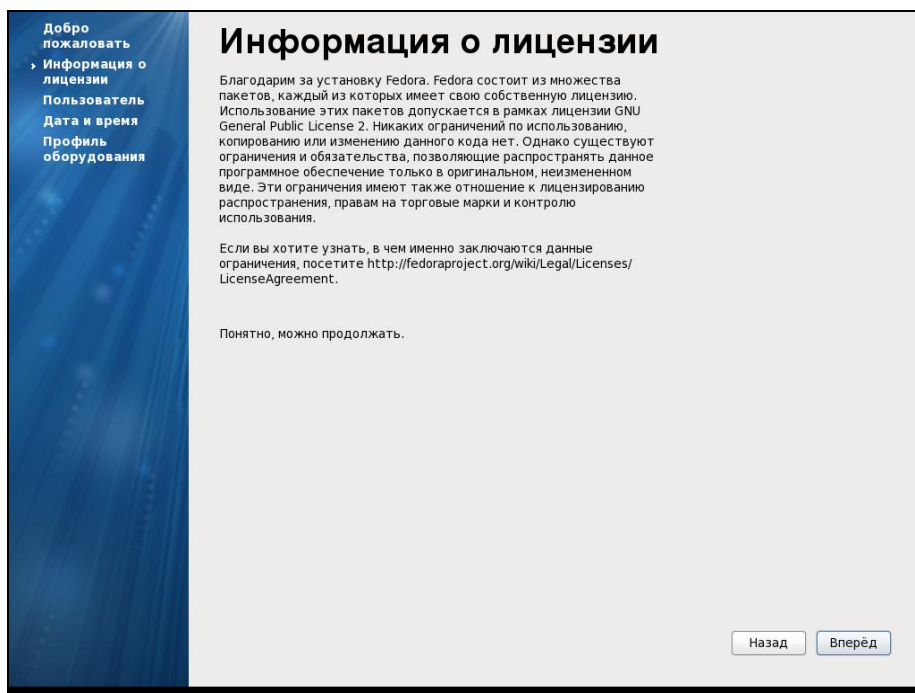 Добро
пожаловать
Информация о
лицензии
Пользователь
Дата и время
Профиль
оборудования
Информация о лицензии
Благодарим за установку Fedora. Fedora состоит из множества
пакетов, каждый из которых имеет свою собственную лицензию.
Использование этих пакетов допускается в рамках лицензии GNU
General Public License 2. Никаких ограничений по использованию,
копированию или изменению данного кода нет. Однако существуют
ограничения и обязательства, позволяющие распространять данное
программное обеспечение только в оригинальном, неизмененном
виде. Эти ограничения имеют также отношение к лицензированию
распространения, правам на торговые марки и контролю
использования.
Если вы хотите узнать, в чем именно заключаются данные
ограничения, посетите http://fedoraproject.org/wiki/Legal/Licenses/
LicenseAgreement.
Понятно, можно продолжать.
Назад
Вперёд